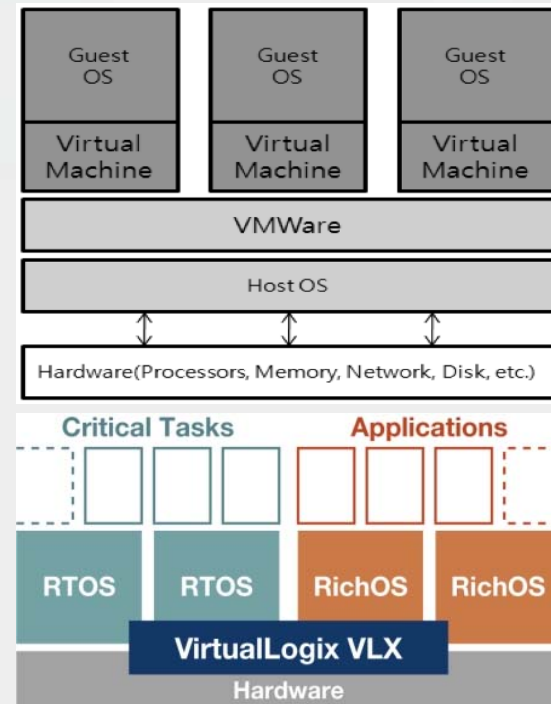 Guest
OS
Guest
OS
Guest
OS
Virtual
Machine
Virtual
Machine
Virtual
Machine
VMWare
Host OS
Hardware(Processors, Memory, Network, Disk, etc.)
Critical Tasks
Applications
RTOS
RTOS
RichOS
RichOS
VirtualLogix VLX
Hardware